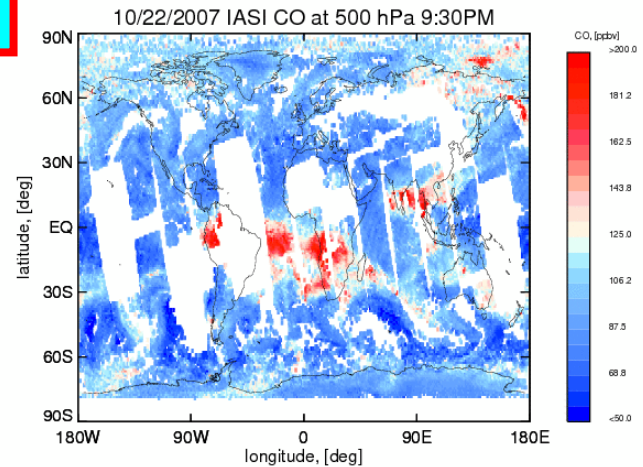 10/22/2007 IASI CO at 500 hPa 9:30PM
CO, [ppbv]
90N
60N
30N
EQ
30S
60S
90S
latitude, [deg]
180W
90W
0
90E
180E
longitude, [deg]
>200.0
181.2
162.5
143.8
125.0
106.2
87.5
68.8
<50.0